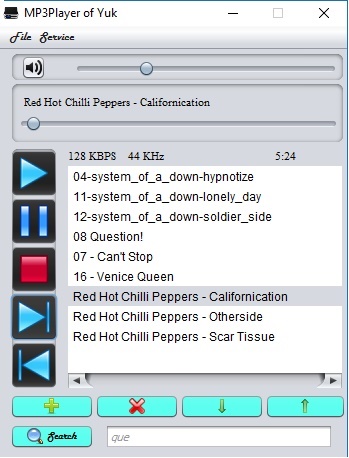 MP3Player of Yuk
File Service
Red Hot Chilli Peppers - Californication
128 KBPS 44 KHz 5:24
04-system_of_a_down-hypnotize
11-system_of_a_down-lonely_day
12-system_of_a_down-soldier_side
08 Question!
07 - Can't Stop
16 - Venice Queen
Red Hot Chilli Peppers - Californication
Red Hot Chilli Peppers - Otherside
Red Hot Chilli Peppers - Scar Tissue
Search que